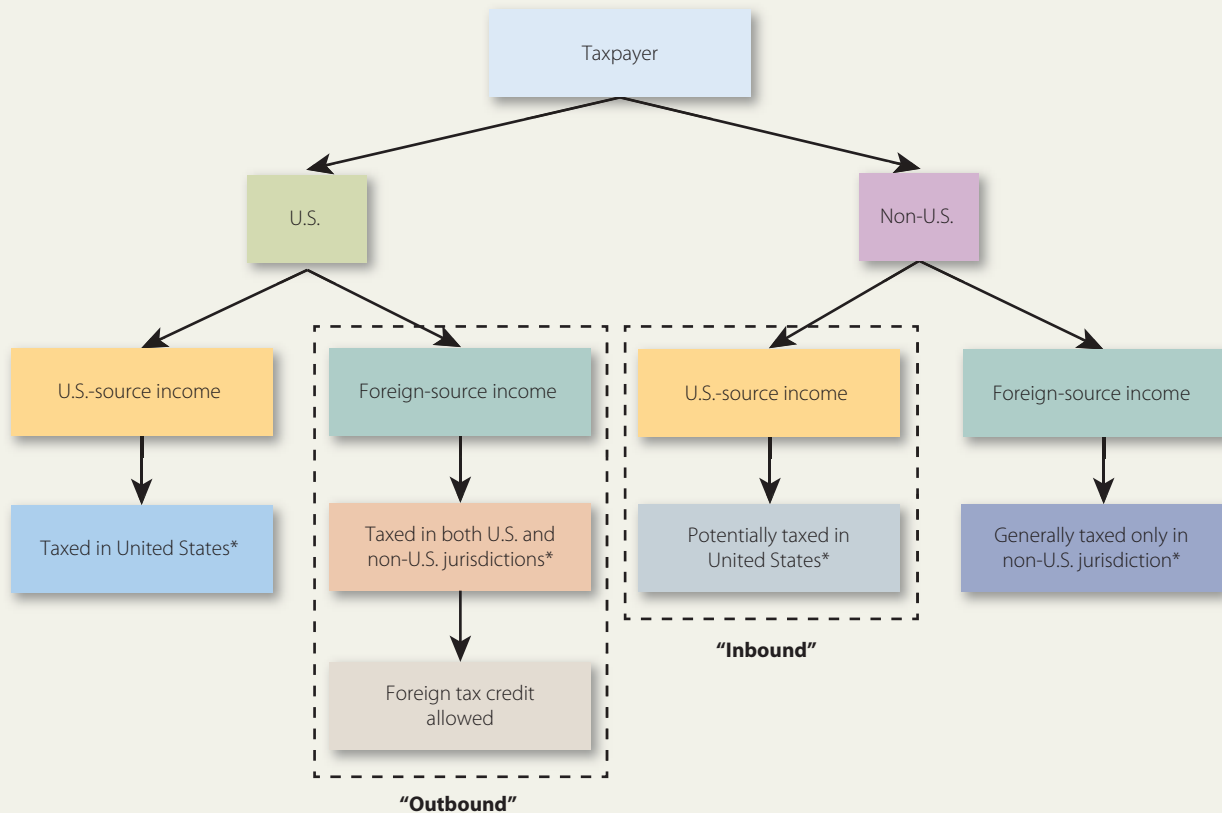 Taxpayer
U.S.
Non-U.S.
U.S.-source income
Foreign-source income
U.S.-source income
Foreign-source income
Taxed in United States*
Taxed in both U.S. and
non-U.S. jurisdictions*
Potentially taxed in
United States*
Generally taxed only in
non-U.S. jurisdiction*
“Inbound”
Foreign tax credit
allowed
“Outbound”